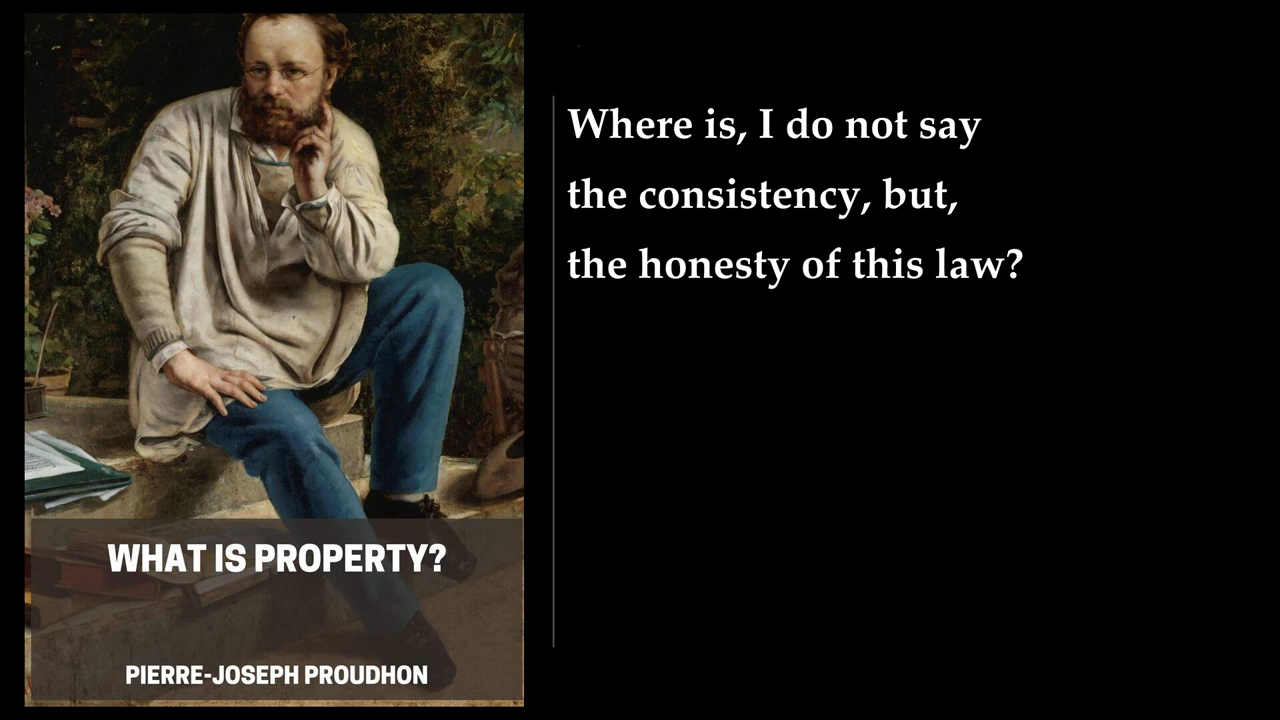 Where is, I do not say
the consistency, but,
the honesty of this law?
WHAT IS PROPERTY?
PIERRE-JOSEPH PROUDHON